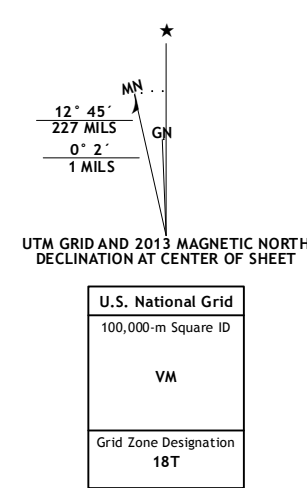 ★
MN
12° 45´
227 MILS
GN
0° 2´
1 MILS
UTM GRID AND 2013 MAGNETIC NORTH
DECLINATION AT CENTER OF SHEET
U.S. National Grid
100,000-m Square ID
VM
Grid Zone Designation
18T